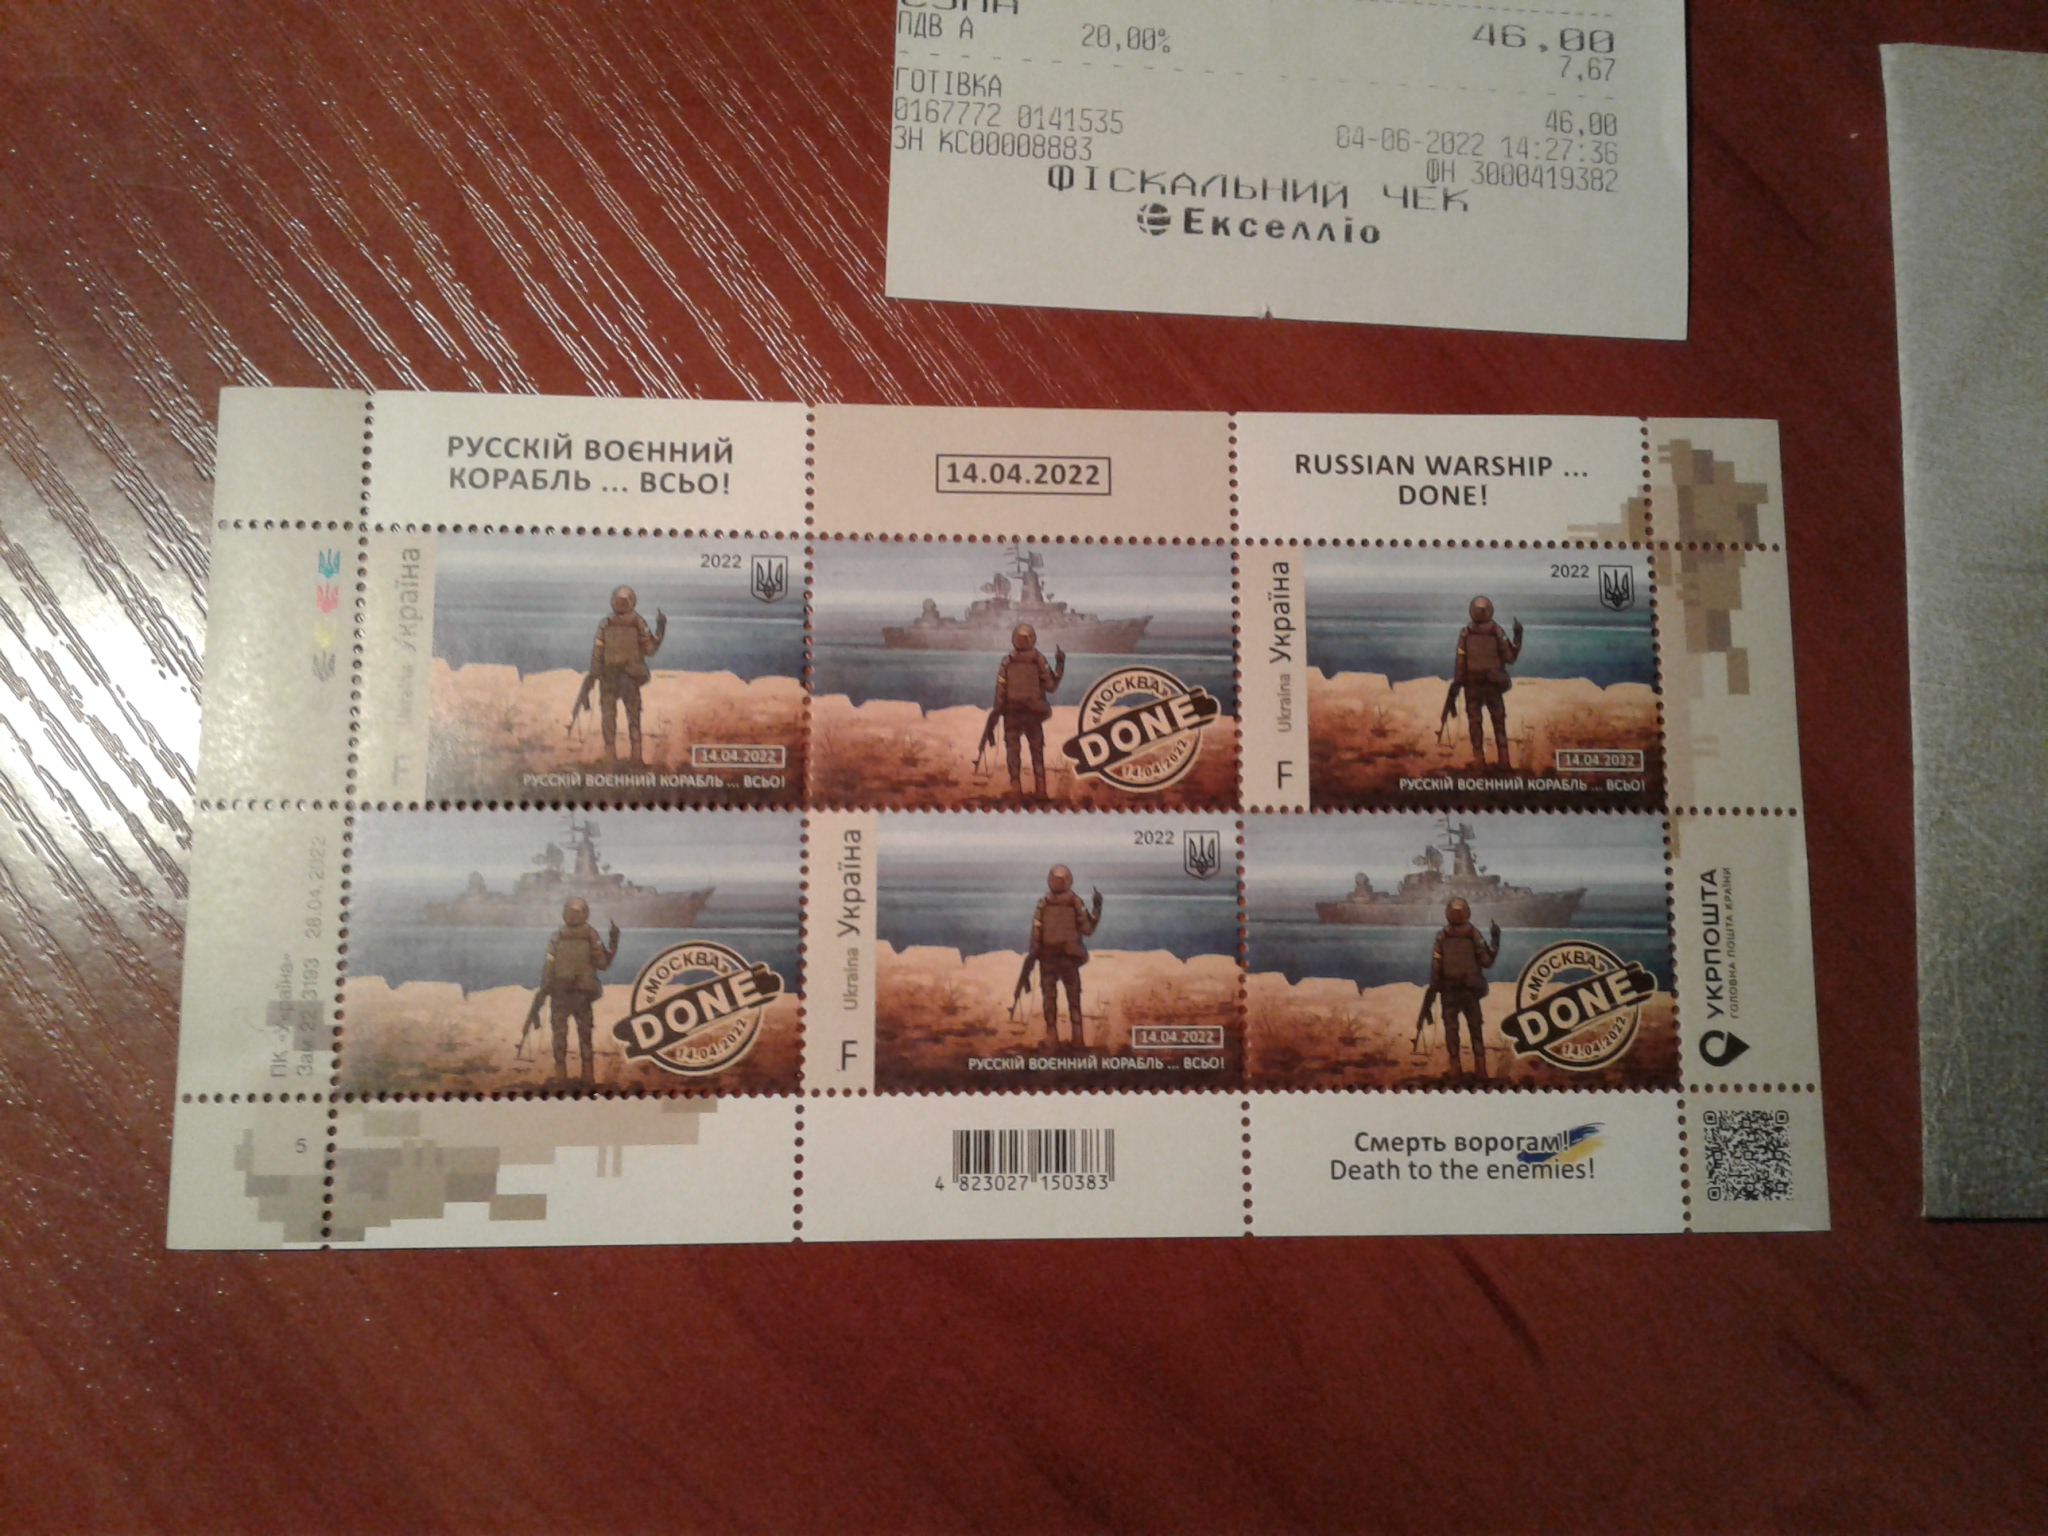 СУМА 46,00
ПДВ А 20,00% 7,67
ГОТІВКА 46,00
0167772 0141535 04-06-2022 14:27:36
ЗН КС00008883 ФН 3000419382
ФІСКАЛЬНИЙ ЧЕК
Екселліо
РУССКІЙ ВОЄННИЙ
КОРАБЛЬ ... ВСЬО!
14.04.2022
RUSSIAN WARSHIP ...
DONE!
F Ukraina Україна
2022
14.04.2022
РУССКІЙ ВОЄННИЙ КОРАБЛЬ ... ВСЬО!
«МОСКВА»
DONE
14.04.2022
F Ukraina Україна
2022
14.04.2022
РУССКІЙ ВОЄННИЙ КОРАБЛЬ ... ВСЬО!
ПК «Україна»
Зам. 22-3193 28.04.2022
«МОСКВА»
DONE
14.04.2022
F Ukraina Україна
2022
14.04.2022
РУССКІЙ ВОЄННИЙ КОРАБЛЬ ... ВСЬО!
«МОСКВА»
DONE
14.04.2022
УКРПОШТА
ГОЛОВНА ПОШТА КРАЇНИ
5
4 823027 150383
Смерть ворогам!
Death to the enemies!